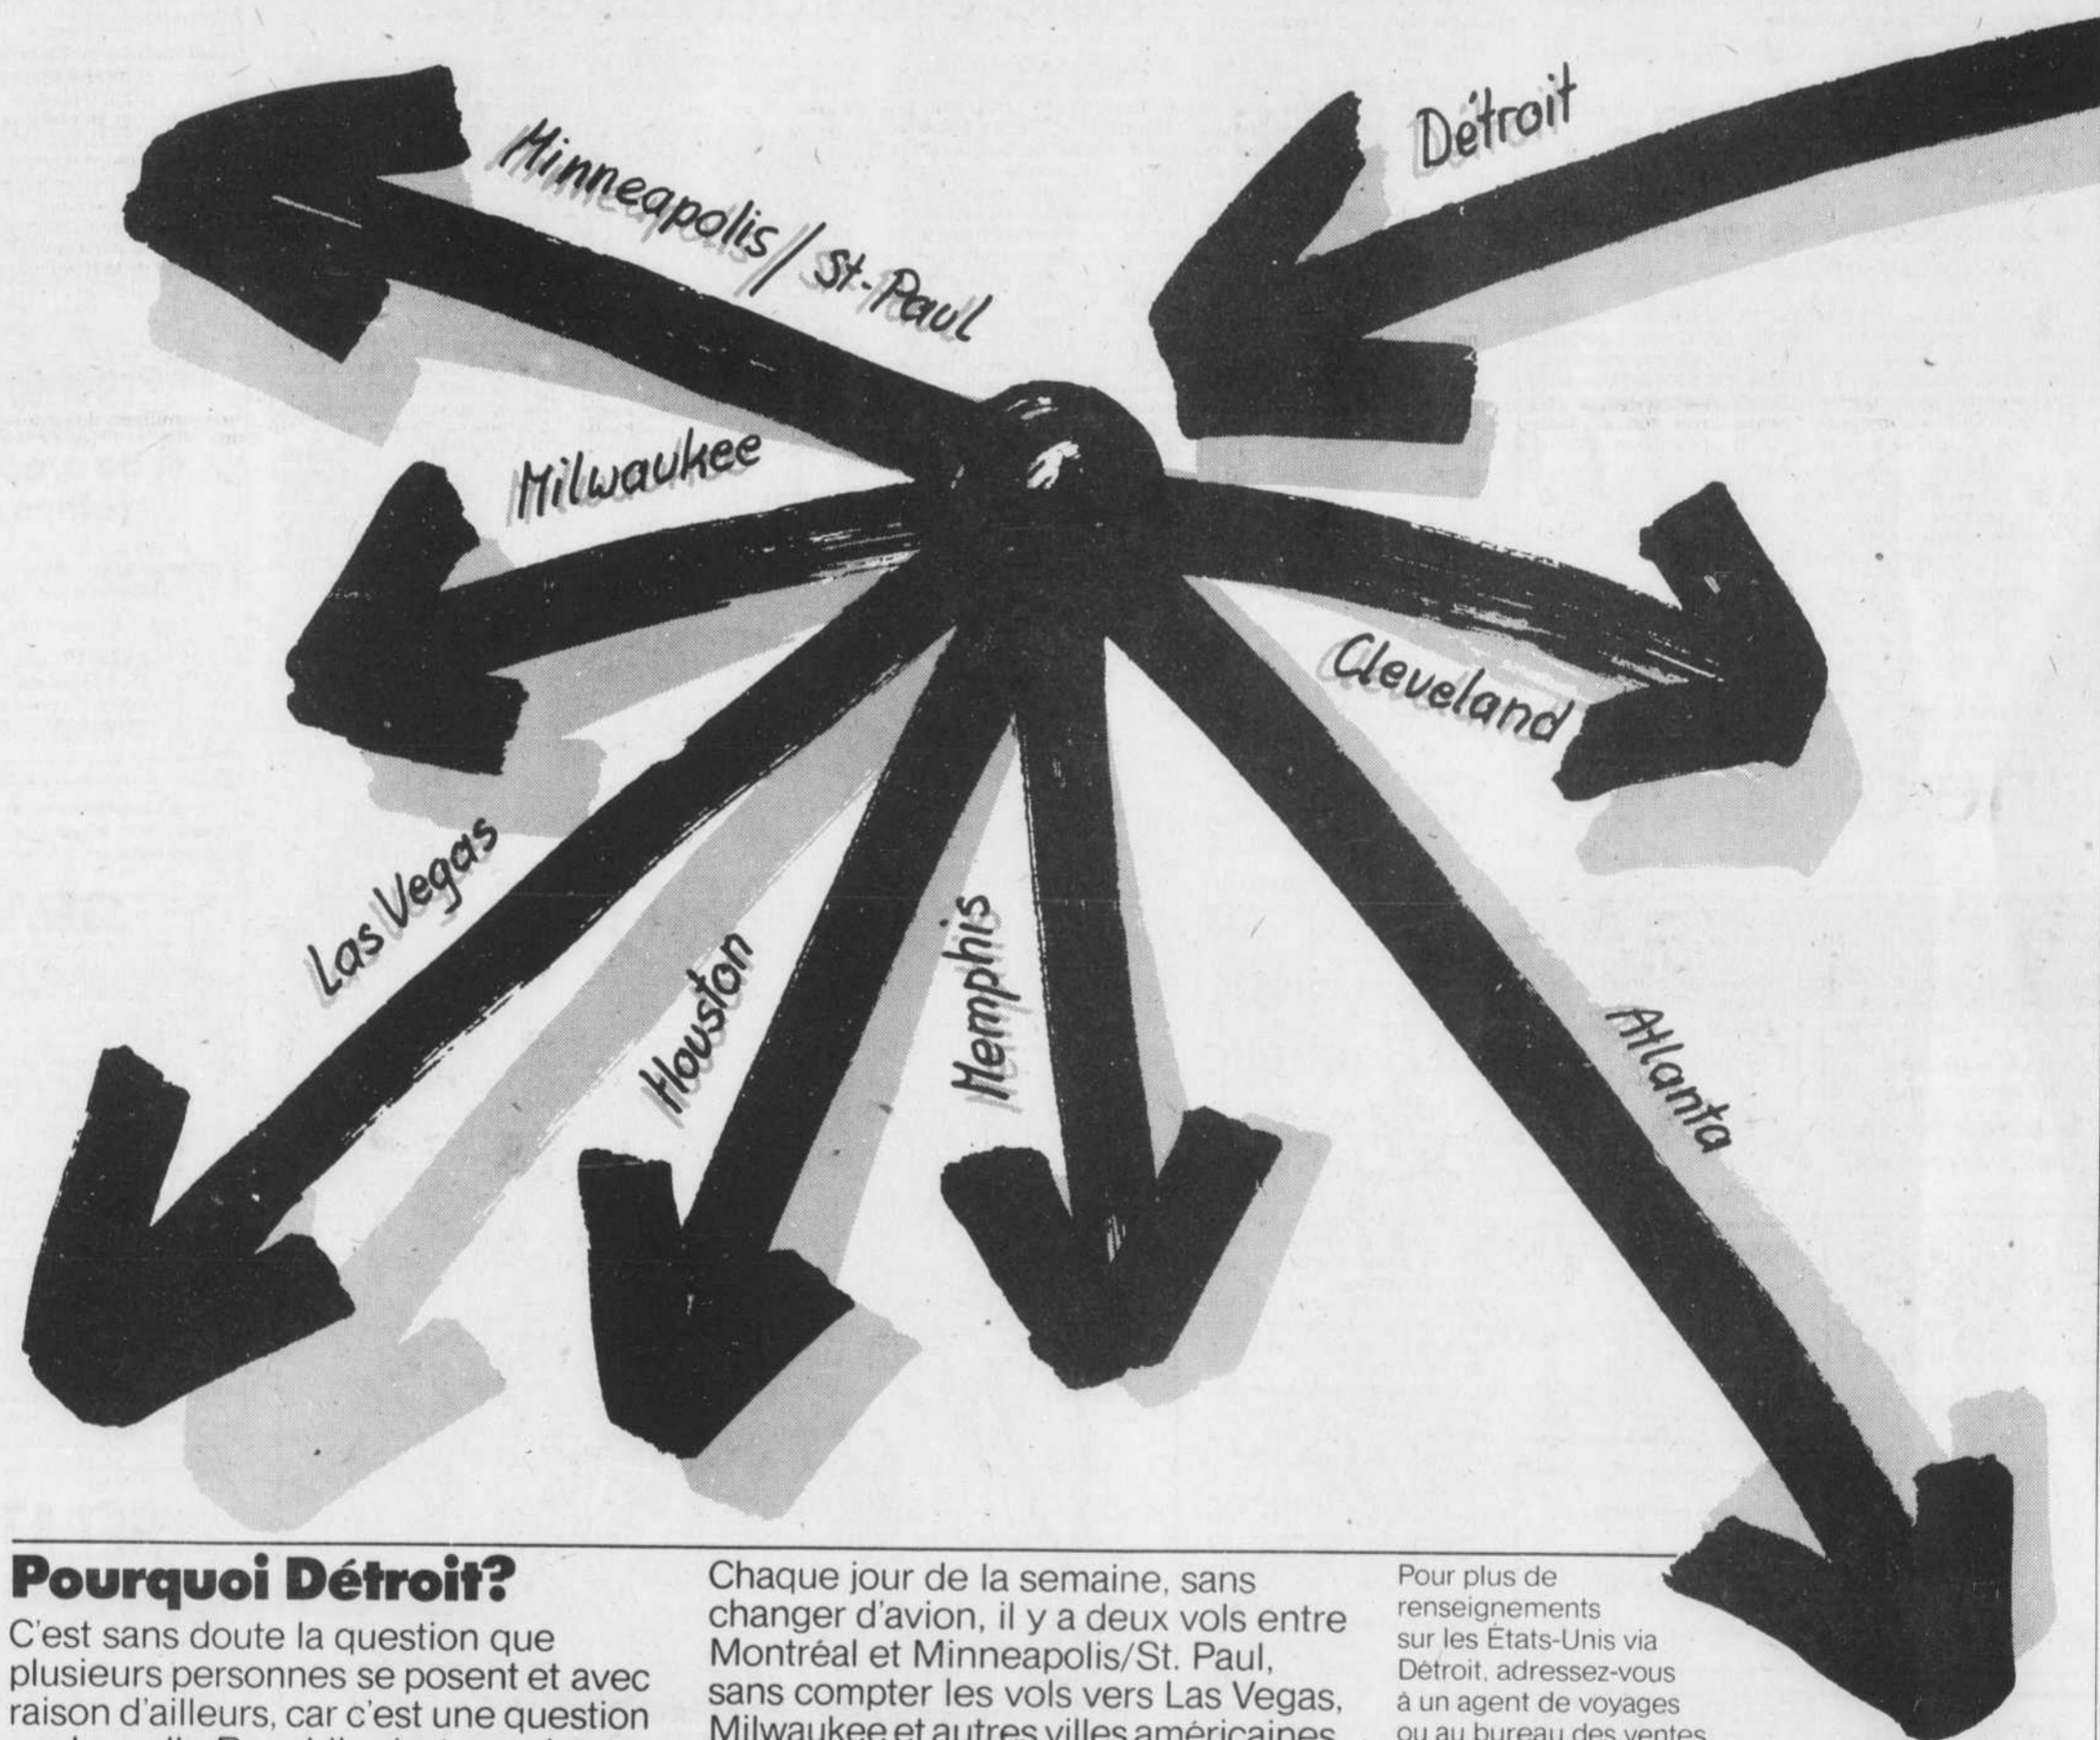 Détroit
Minneapolis/St-Paul
Milwaukee
Cleveland
Las Vegas
Houston
Memphis
Atlanta
Pourquoi Détroit?
C'est sans doute la question que
plusieurs personnes se posent et avec
raison d'ailleurs, car c'est une question
Chaque jour de la semaine, sans
changer d'avion, il y a deux vols entre
Montréal et Minneapolis/St. Paul,
sans compter les vols vers Las Vegas,
Milwaukee et autres villes américaines
Pour plus de
renseignements
sur les États-Unis via
Détroit, adressez-vous
à un agent de voyages
ou au bureau des ventes